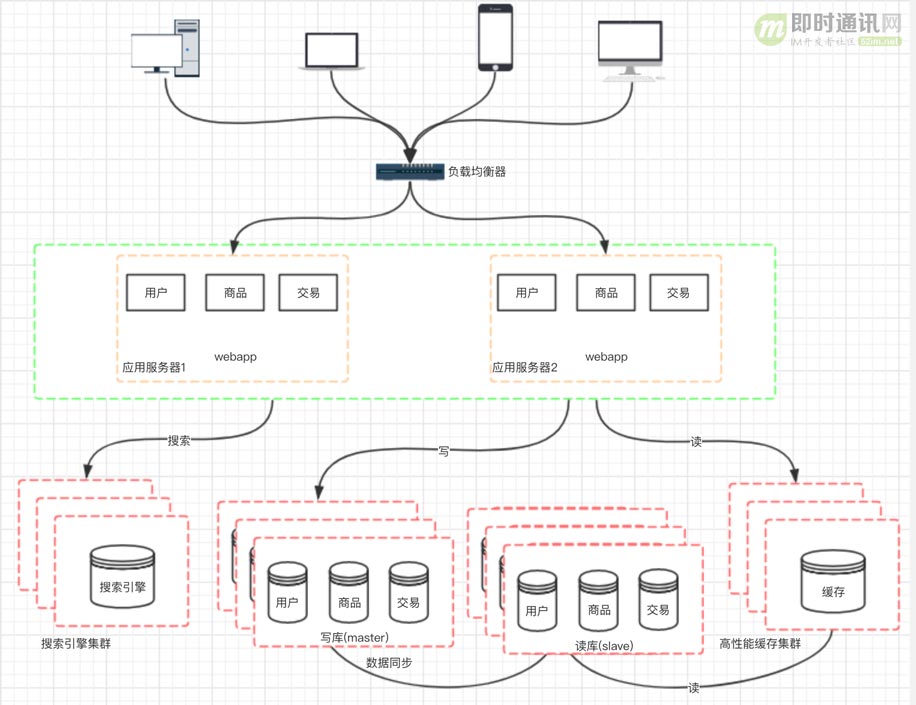 即时通讯网
IM开发者社区 52im.net
负载均衡器
用户 商品 交易
webapp
应用服务器1
用户 商品 交易
webapp
应用服务器2
搜索
写
读
搜索引擎
搜索引擎集群
用户 商品 交易
写库(master)
数据同步
用户 商品 交易
读库(slave)
缓存
高性能缓存集群
读